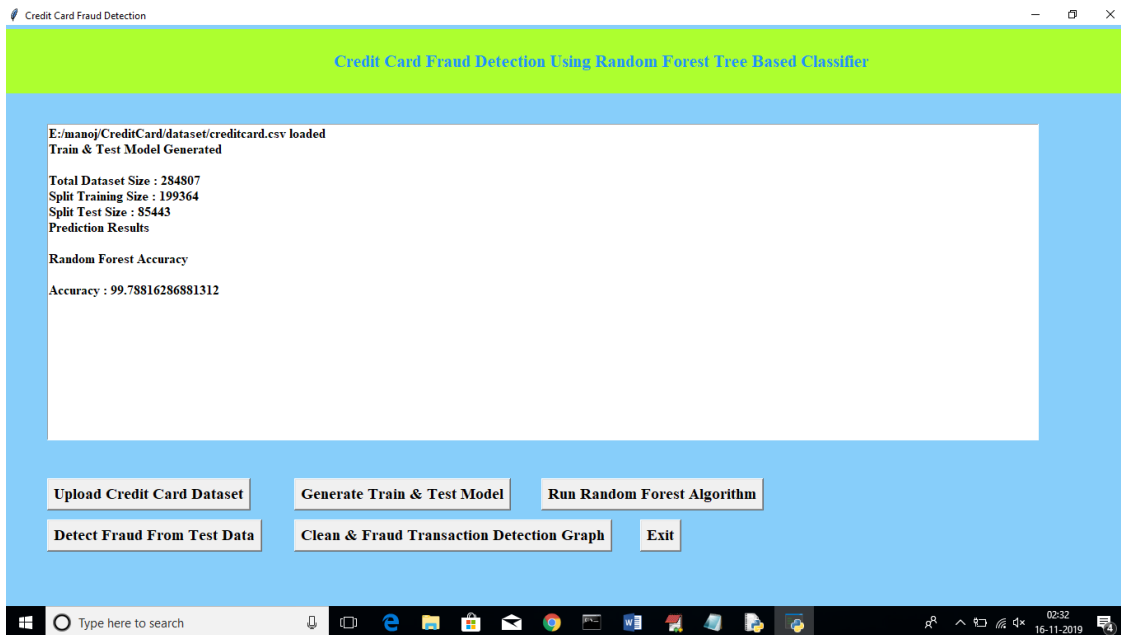 Credit Card Fraud Detection
Credit Card Fraud Detection Using Random Forest Tree Based Classifier
E:/manoj/CreditCard/dataset/creditcard.csv loaded
Train & Test Model Generated
Total Dataset Size : 284807
Split Training Size : 199364
Split Test Size : 85443
Prediction Results
Random Forest Accuracy
Accuracy : 99.78816286881312
Upload Credit Card Dataset
Generate Train & Test Model
Run Random Forest Algorithm
Detect Fraud From Test Data
Clean & Fraud Transaction Detection Graph
Exit
Type here to search
02:32
16-11-2019
4